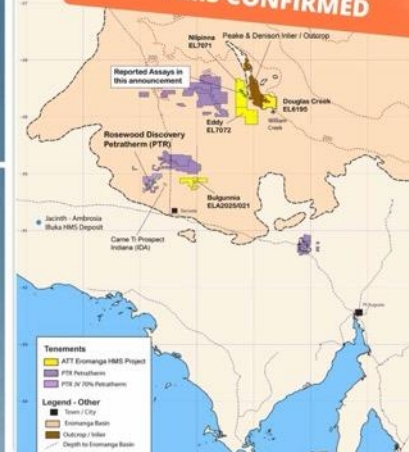 CONFIRMED
Nilpinna
EL7071
Peake & Denison Inlier / Outcrop
Reported Assays in
this announcement
Douglas Creek
EL6195
William
Creek
Eddy
EL7072
Rosewood Discovery
Petratherm (PTR)
Bulgunnia
ELA2025/021
Tarcoola
Jacinth - Ambrosia
Illuka HMS Deposit
Carne Ti Prospect
Indiana (IDA)
Pt Augusta
Tenements
ATT Eromanga HMS Project
PTR Petratherm
PTR JV 70% Petratherm
Legend - Other
Town / City
Eromanga Basin
Outcrop / Inlier
Depth to Eromanga Basin